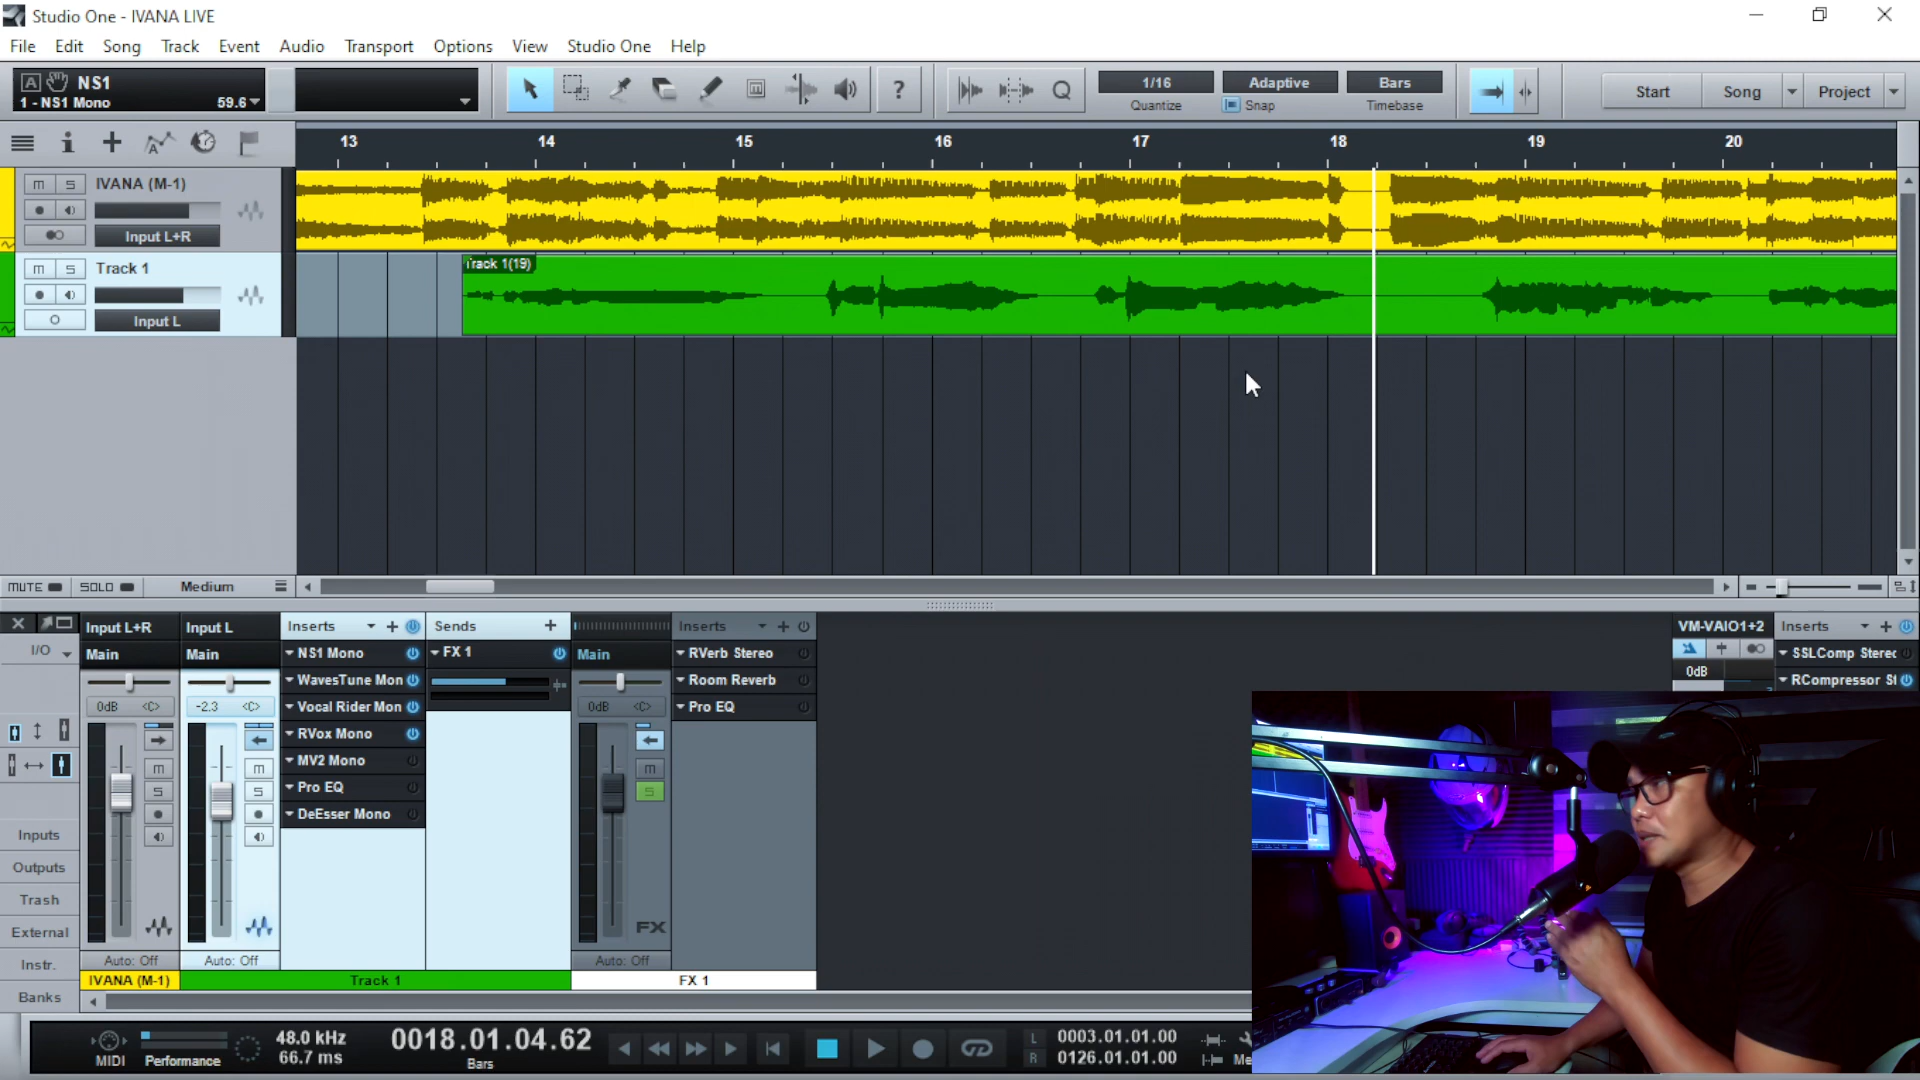 Studio One - IVANA LIVE
File Edit Song Track Event Audio Transport Options View Studio One Help
A NS1
1 - NS1 Mono 59.6
1/16 Adaptive Bars
Quantize Snap Timebase
Start Song Project
13 14 15 16 17 18 19 20
M S IVANA (M-1)
Input L+R
M S Track 1
Input L
Track 1(19)
MUTE SOLO Medium
Input L+R Input L Inserts Sends Inserts VM-VAIO1+2 Inserts
I/O Main Main NS1 Mono FX 1 Main RVerb Stereo SSLComp Stereo
WavesTune Mon Room Reverb 0dB RCompressor St
0dB <C> -2.3 <C> Vocal Rider Mon 0dB <C> Pro EQ
RVox Mono
MV2 Mono
M M M
Pro EQ
S S S
DeEsser Mono
Inputs
Outputs
Trash
External FX
Instr. Auto: Off Auto: Off Auto: Off
IVANA (M-1) Track 1 FX 1
Banks
MIDI Performance
48.0 kHz
66.7 ms
0018.01.04.62
Bars
L 0003.01.01.00
R 0126.01.01.00
Me